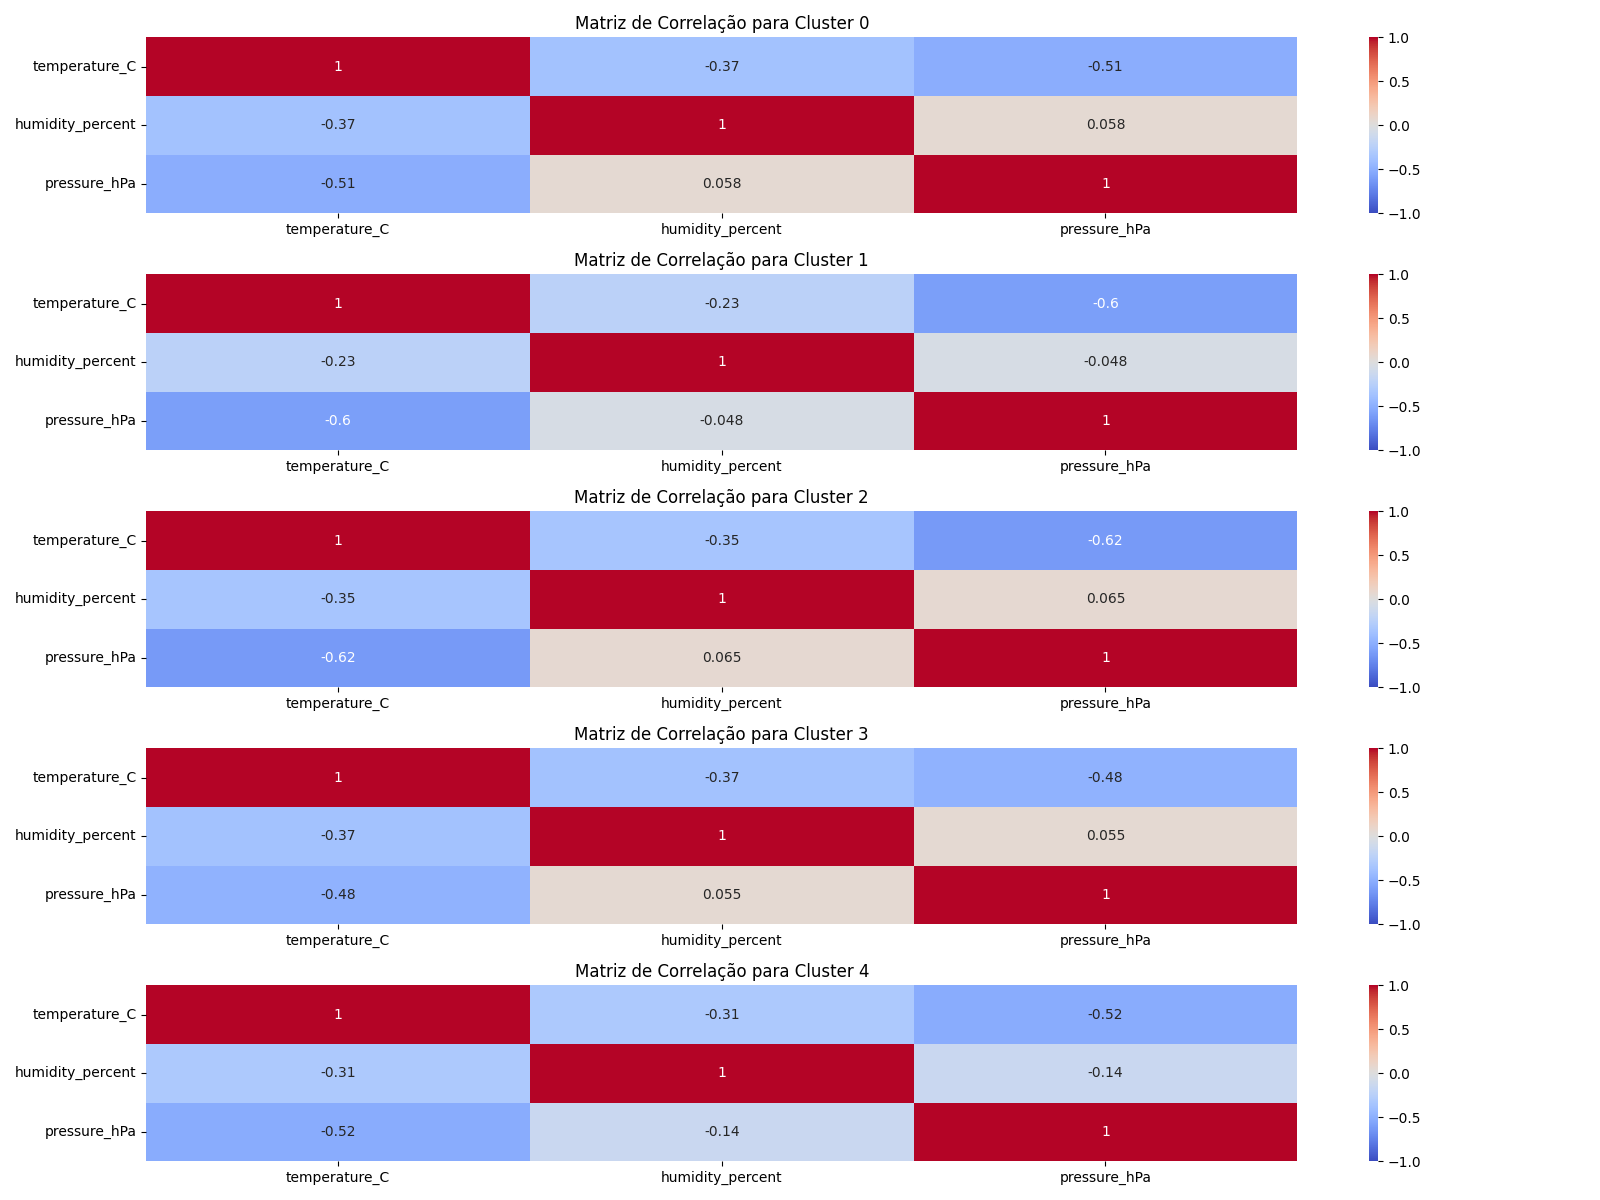 Matriz de Correlação para Cluster 0
temperature_C 1 -0.37 -0.51
humidity_percent -0.37 1 0.058
pressure_hPa -0.51 0.058 1
temperature_C humidity_percent pressure_hPa
1.0
0.5
0.0
−0.5
−1.0
Matriz de Correlação para Cluster 1
temperature_C 1 -0.23 -0.6
humidity_percent -0.23 1 -0.048
pressure_hPa -0.6 -0.048 1
temperature_C humidity_percent pressure_hPa
1.0
0.5
0.0
−0.5
−1.0
Matriz de Correlação para Cluster 2
temperature_C 1 -0.35 -0.62
humidity_percent -0.35 1 0.065
pressure_hPa -0.62 0.065 1
temperature_C humidity_percent pressure_hPa
1.0
0.5
0.0
−0.5
−1.0
Matriz de Correlação para Cluster 3
temperature_C 1 -0.37 -0.48
humidity_percent -0.37 1 0.055
pressure_hPa -0.48 0.055 1
temperature_C humidity_percent pressure_hPa
1.0
0.5
0.0
−0.5
−1.0
Matriz de Correlação para Cluster 4
temperature_C 1 -0.31 -0.52
humidity_percent -0.31 1 -0.14
pressure_hPa -0.52 -0.14 1
temperature_C humidity_percent pressure_hPa
1.0
0.5
0.0
−0.5
−1.0